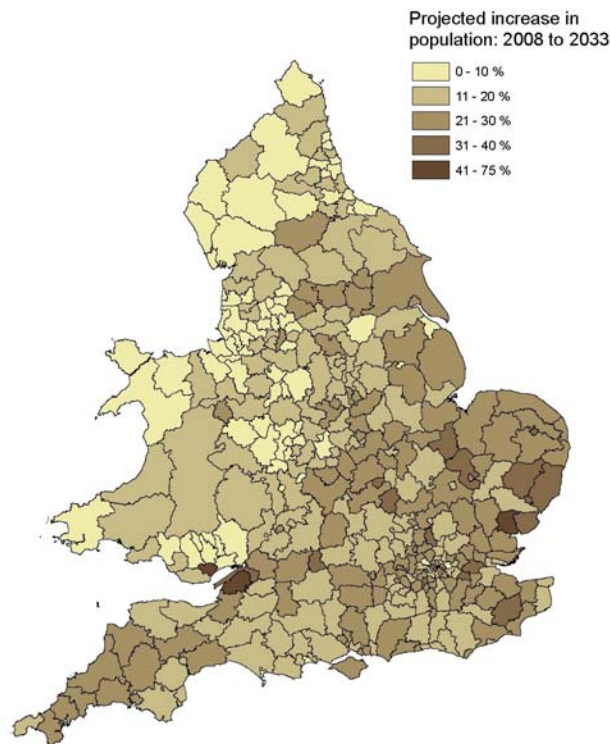 Projected increase in
population: 2008 to 2033
0 - 10 %
11 - 20 %
21 - 30 %
31 - 40 %
41 - 75 %